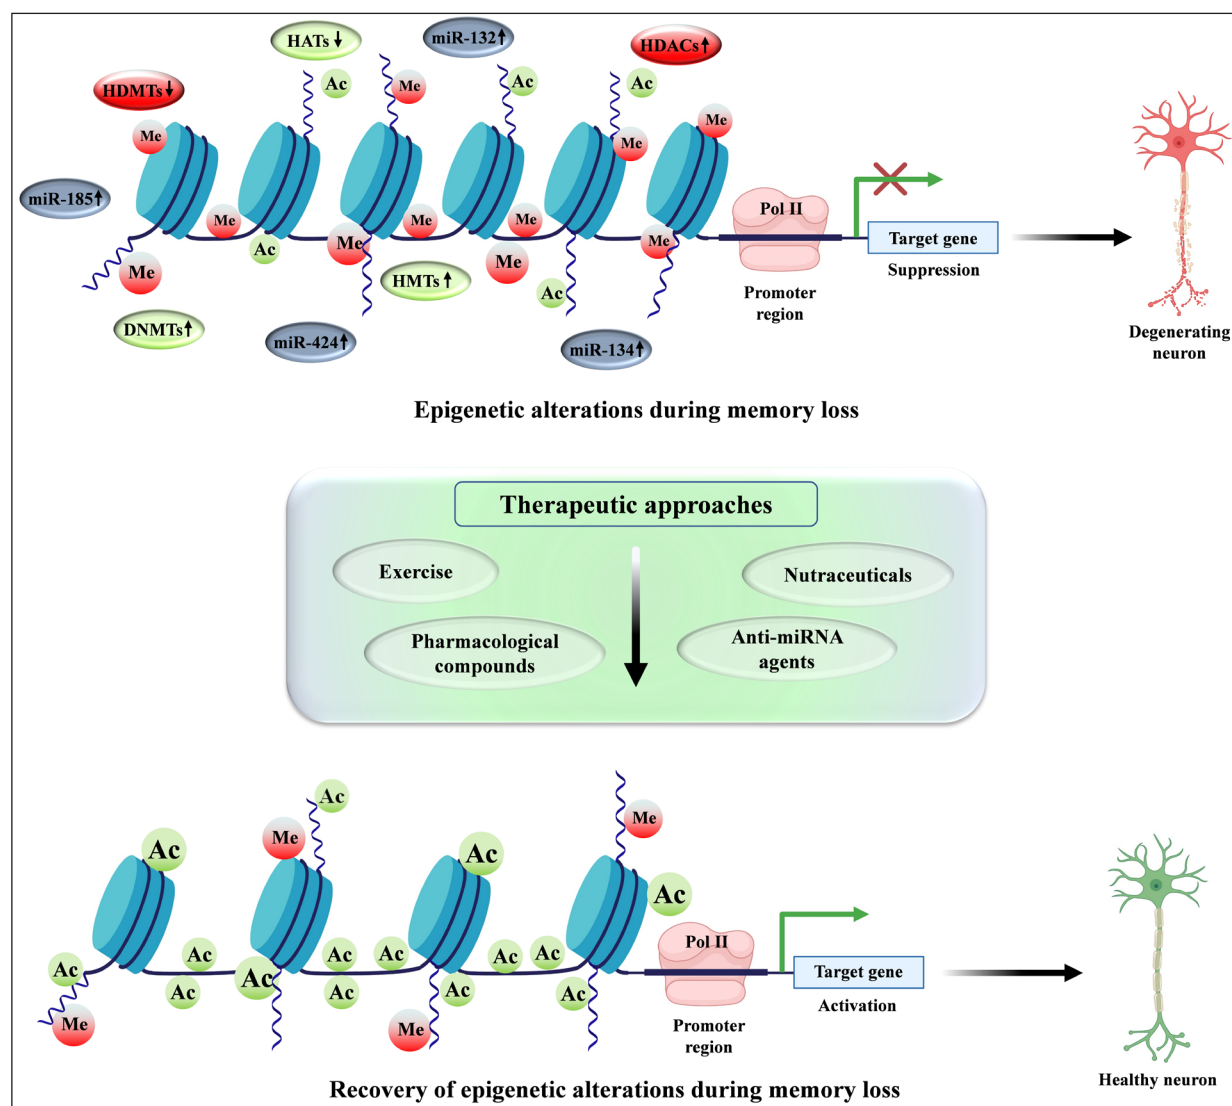 HATs↓
miR-132↑
HDACs↑
Ac
Me
Ac
Ac
HDMTs↓
Me
Me
Me
Me
miR-185↑
Me
Me
Me
Me
Me
Ac
Me
Me
Me
HMTs↑
Ac
DNMTs↑
miR-424↑
miR-134↑
Pol II
Promoter
region
Target gene
Suppression
Degenerating
neuron
Epigenetic alterations during memory loss
Therapeutic approaches
Exercise
Nutraceuticals
Pharmacological
compounds
Anti-miRNA
agents
Ac
Me
Ac
Me
Ac
Ac
Ac
Ac
Ac
Ac
Ac
Ac
Ac
Ac
Ac
Ac
Ac
Me
Me
Pol II
Promoter
region
Target gene
Activation
Healthy neuron
Recovery of epigenetic alterations during memory loss